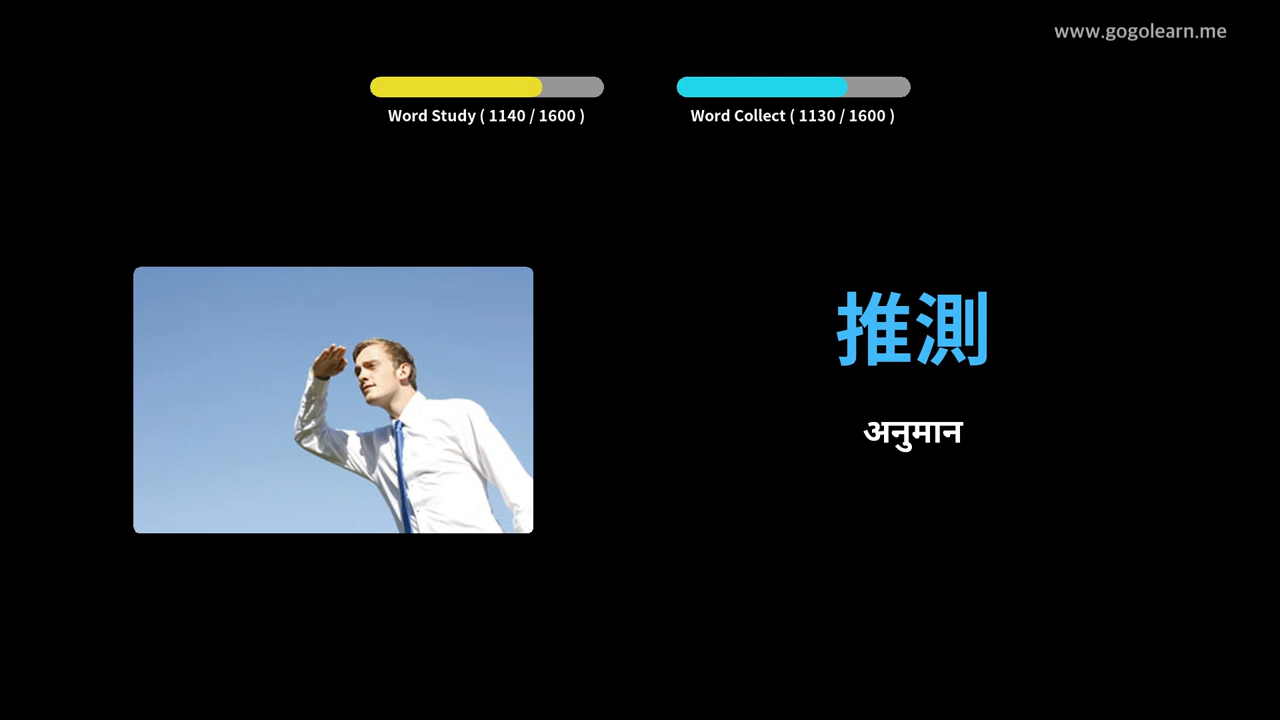 www.gogolearn.me
Word Study ( 1140 / 1600 )
Word Collect ( 1130 / 1600 )
推測
अनुमान